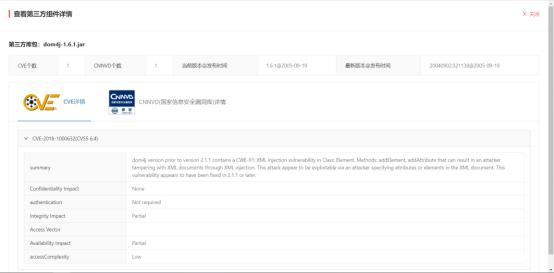 查看第三方组件详情
× 关闭
第三方库包：dom4j-1.6.1.jar
CVE个数 1 CNNVD个数 1 当前版本@发布时间 1.6.1@2005-09-19 最新版本@发布时间 20040902.021138@2005-09-19
CVE CVE详情 CNNVD CNNVD(国家信息安全漏洞库)详情
CVE-2018-1000632(CVSS 6.4)
summary
dom4j version prior to version 2.1.1 contains a CWE-91: XML Injection vulnerability in Class: Element. Methods: addElement, addAttribute that can result in an attacker
tampering with XML documents through XML injection. This attack appear to be exploitable via an attacker specifying attributes or elements in the XML document. This
vulnerability appears to have been fixed in 2.1.1 or later.
Confidentiality Impact None
authentication Not required
Integrity Impact Partial
Access Vector
Availability Impact Partial
accessComplexity Low